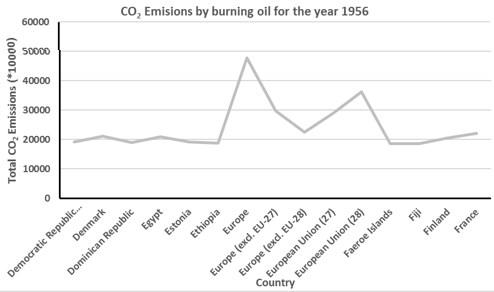 CO₂ Emisions by burning oil for the year 1956
Total CO₂ Emissions (*10000)
60000
50000
40000
30000
20000
10000
0
Democratic Republic...
Denmark
Dominican Republic
Egypt
Estonia
Ethiopia
Europe
Europe (excl. EU-27)
Europe (excl. EU-28)
European Union (27)
European Union (28)
Faeroe Islands
Fiji
Finland
France
Country